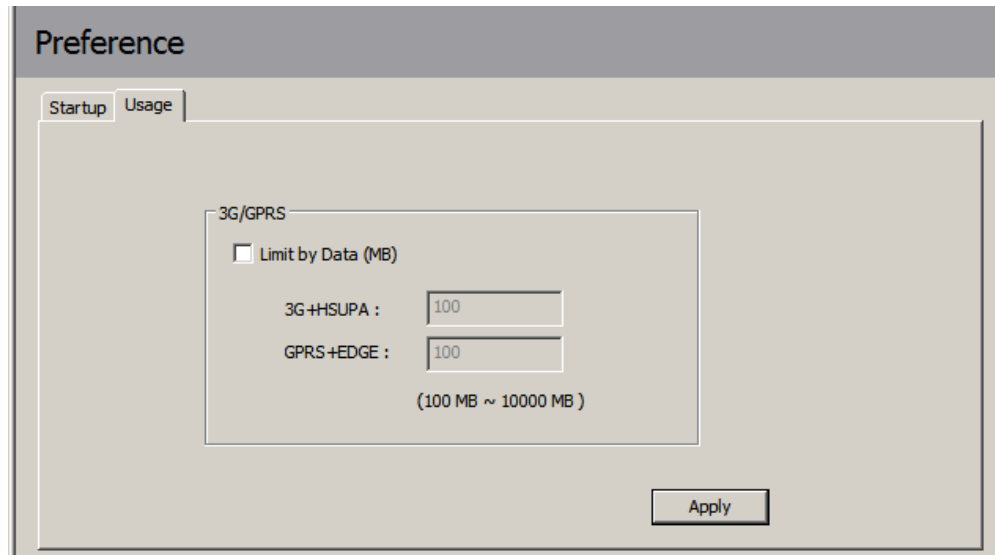 Preference
Startup Usage
3G/GPRS
Limit by Data (MB)
3G+HSUPA : 100
GPRS+EDGE : 100
(100 MB ~ 10000 MB )
Apply